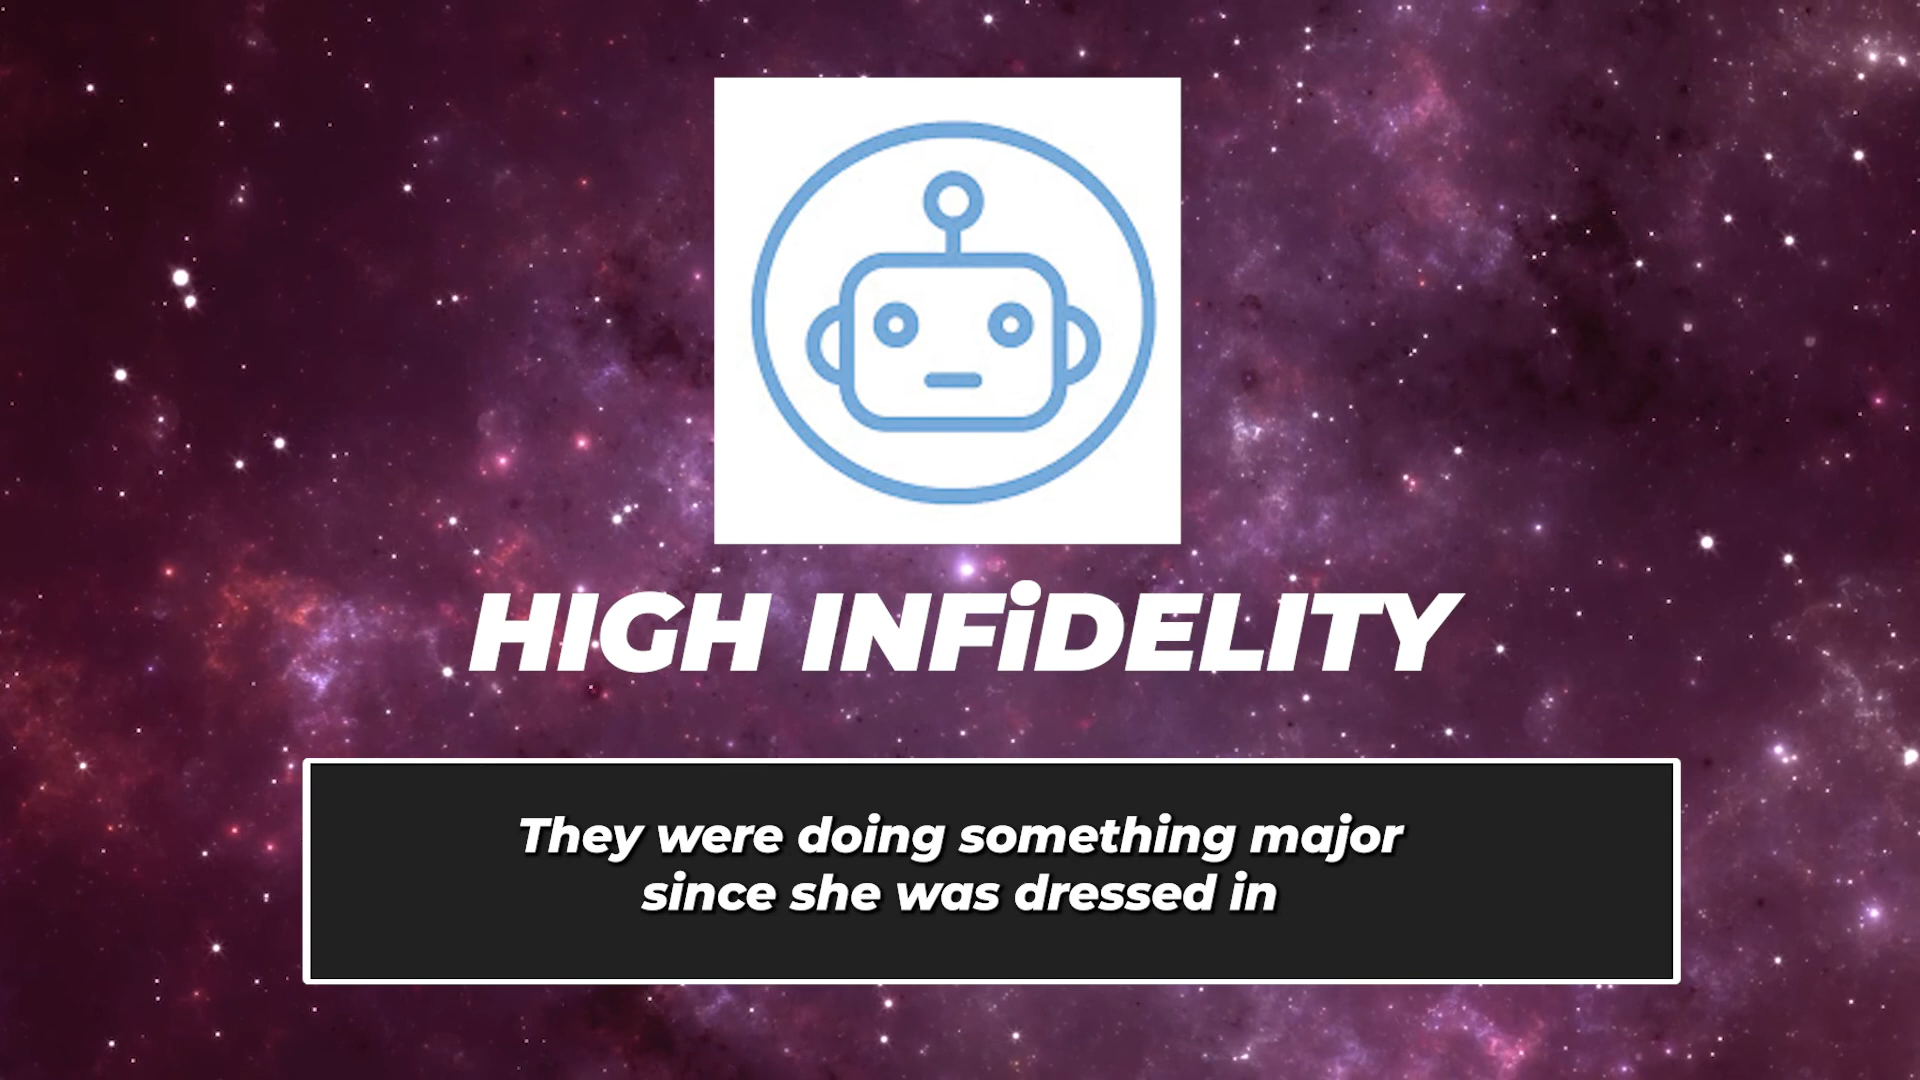 HIGH INFiDELITY
They were doing something major
since she was dressed in